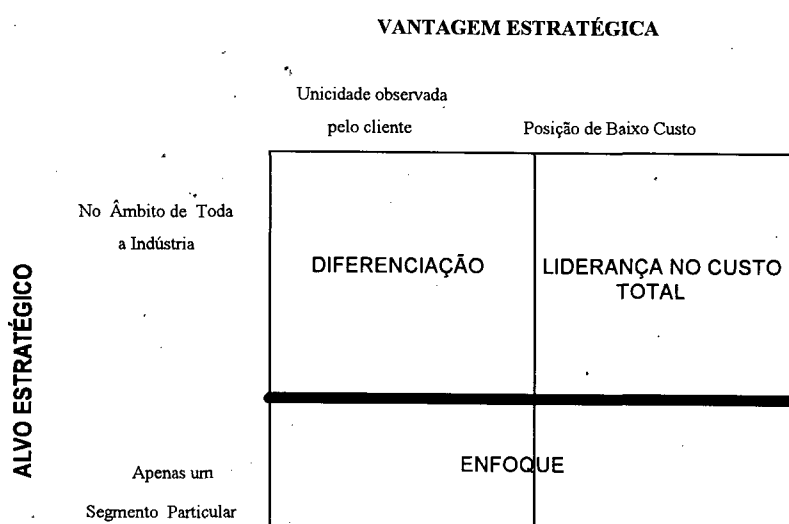 VANTAGEM ESTRATÉGICA
Unicidade observada
pelo cliente
Posição de Baixo Custo
No Âmbito de Toda
a Indústria
DIFERENCIAÇÃO
LIDERANÇA NO CUSTO
TOTAL
ALVO ESTRATÉGICO
Apenas um
Segmento Particular
ENFOQUE